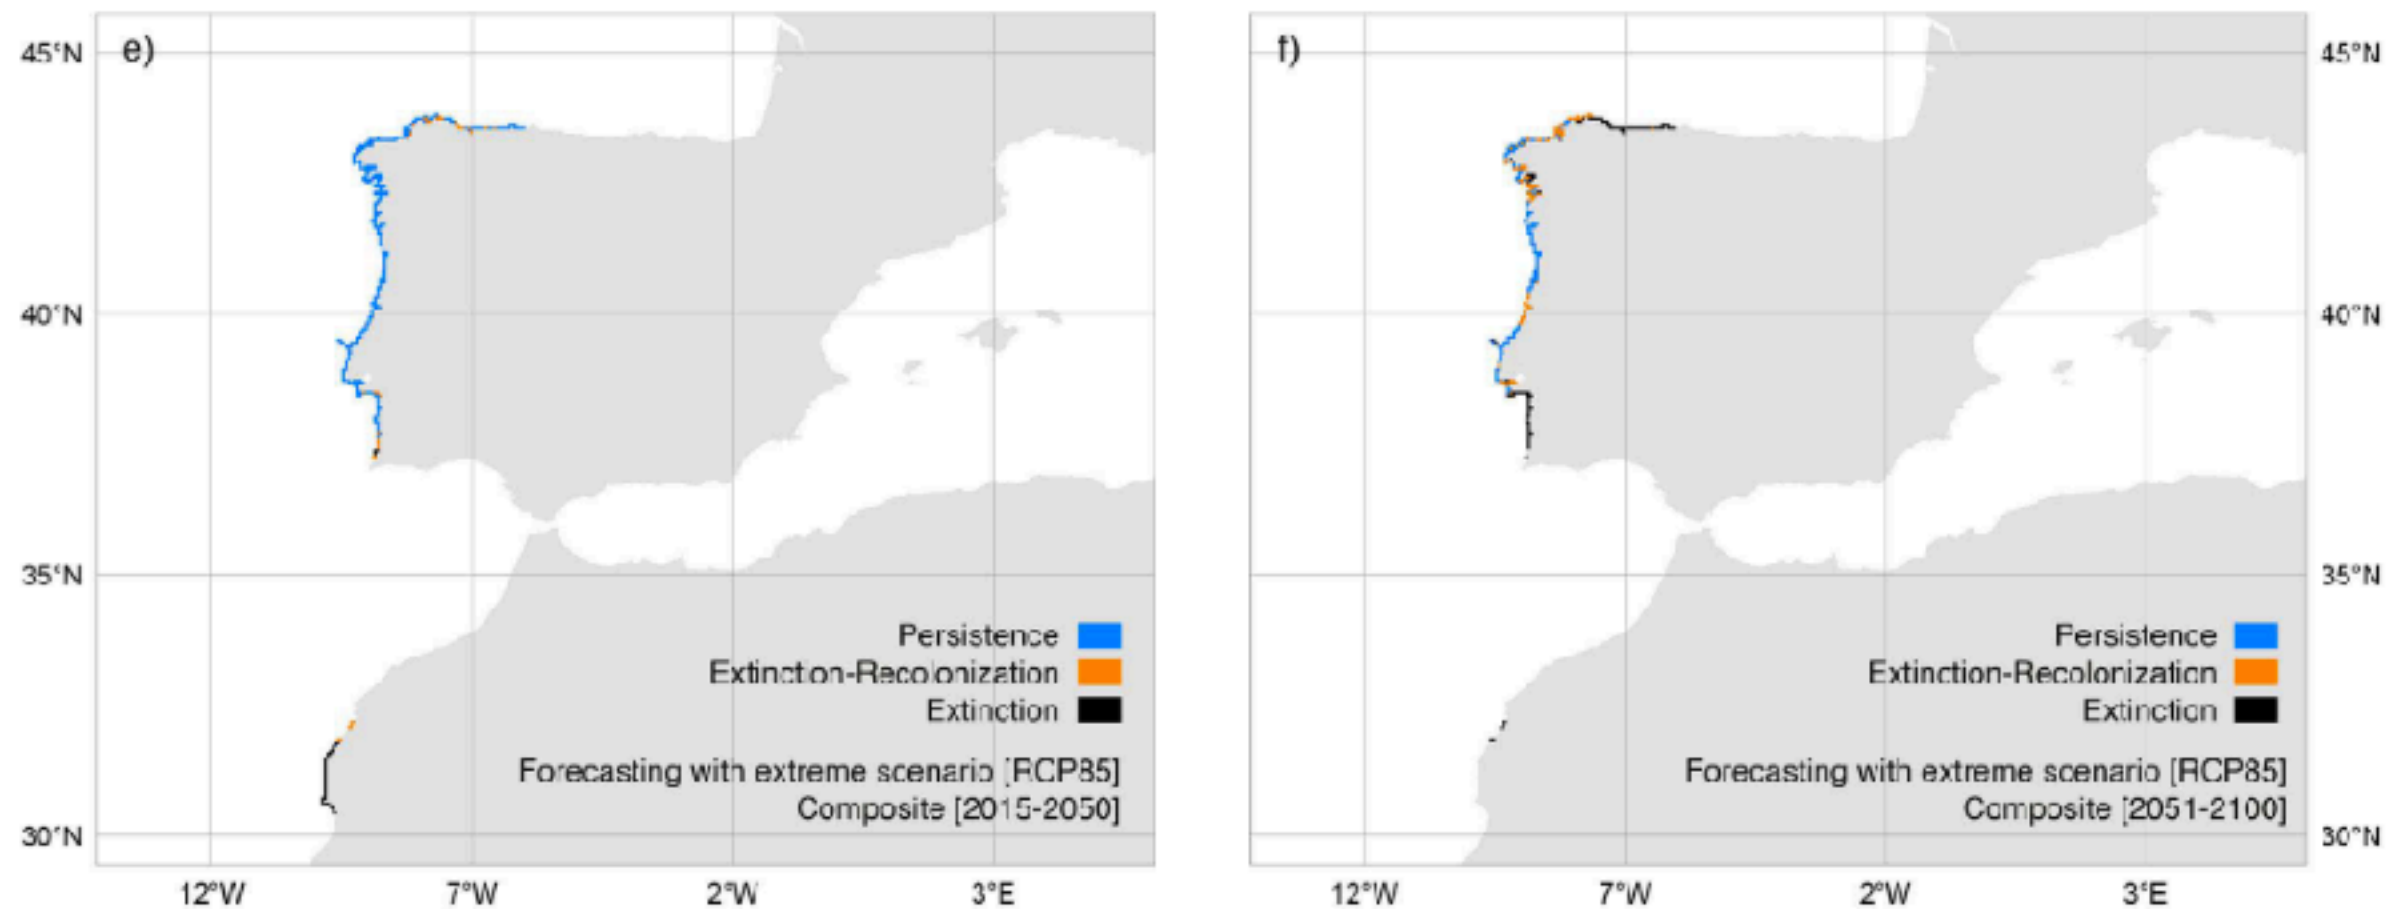 e)
45°N
40°N
35°N
30°N
12°W
7°W
2°W
3°E
Persistence
Extinction-Recolonization
Extinction
Forecasting with extreme scenario [RCP85]
Composite [2015-2050]
f)
45°N
40°N
35°N
30°N
12°W
7°W
2°W
3°E
Persistence
Extinction-Recolonization
Extinction
Forecasting with extreme scenario [RCP85]
Composite [2051-2100]